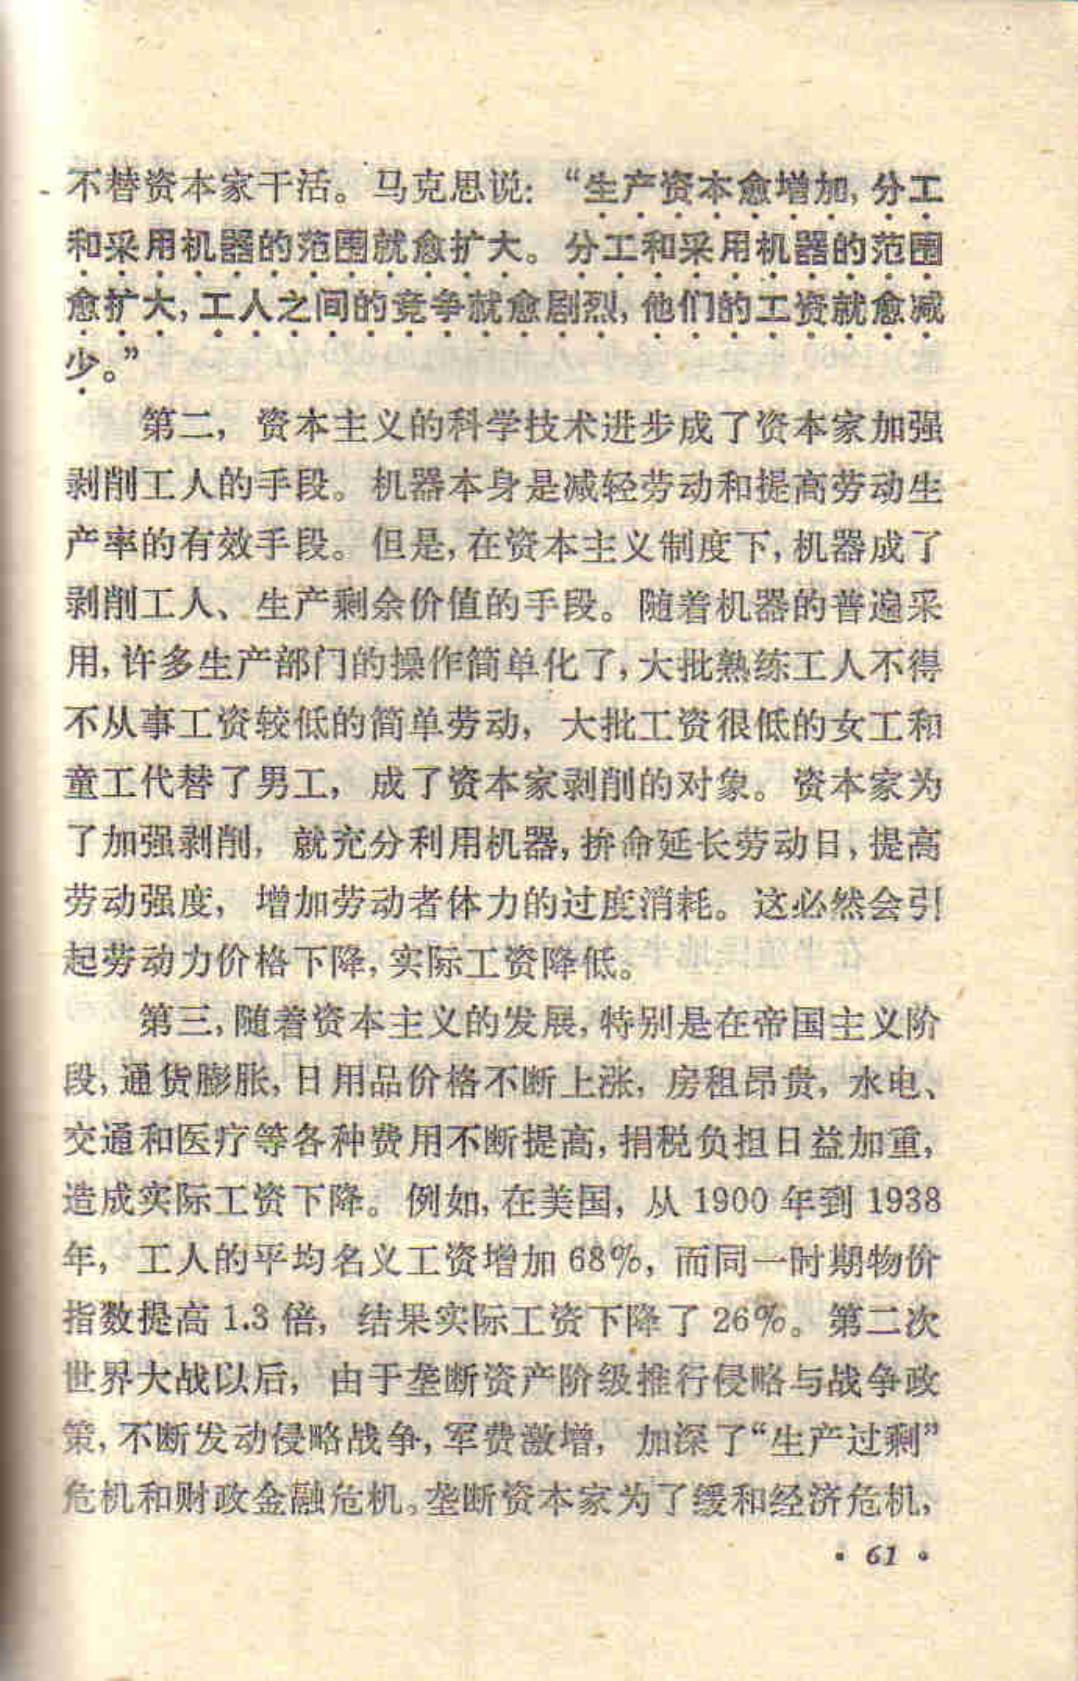 不替资本家干活。马克思说：“生产资本愈增加，分工
和采用机器的范围就愈扩大。分工和采用机器的范围
愈扩大，工人之间的竞争就愈剧烈，他们的工资就愈减
少。”
第二，资本主义的科学技术进步成了资本家加强
剥削工人的手段。机器本身是减轻劳动和提高劳动生
产率的有效手段。但是，在资本主义制度下，机器成了
剥削工人、生产剩余价值的手段。随着机器的普遍采
用，许多生产部门的操作简单化了，大批熟练工人不得
不从事工资较低的简单劳动，大批工资很低的女工和
童工代替了男工，成了资本家剥削的对象。资本家为
了加强剥削，就充分利用机器，拚命延长劳动日，提高
劳动强度，增加劳动者体力的过度消耗。这必然会引
起劳动力价格下降，实际工资降低。
第三，随着资本主义的发展，特别是在帝国主义阶
段，通货膨胀，日用品价格不断上涨，房租昂贵，水电、
交通和医疗等各种费用不断提高，捐税负担日益加重，
造成实际工资下降。例如，在美国，从1900年到1938
年，工人的平均名义工资增加68%，而同一时期物价
指数提高1.3倍，结果实际工资下降了26%。第二次
世界大战以后，由于垄断资产阶级推行侵略与战争政
策，不断发动侵略战争，军费激增，加深了“生产过剩”
危机和财政金融危机。垄断资本家为了缓和经济危机，
• 61 •